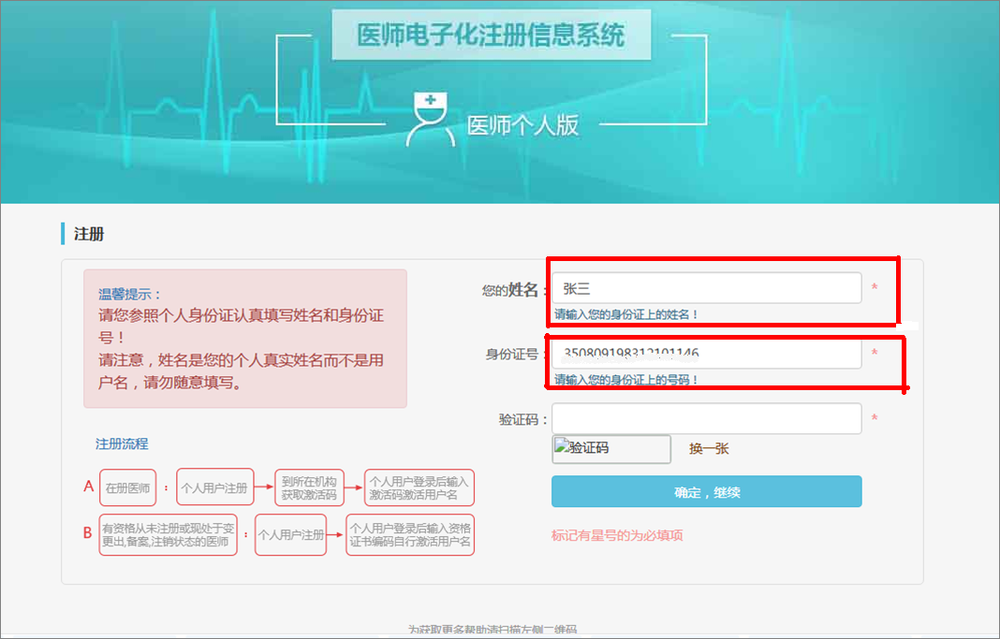 医师电子化注册信息系统
医师个人版
注册
温馨提示：
请您参照个人身份证认真填写姓名和身份证
号！
请注意，姓名是您的个人真实姓名而不是用
户名，请勿随意填写。
您的姓名：
张三
*
请输入您的身份证上的姓名！
身份证号：
350809198312101146
*
请输入您的身份证上的号码！
验证码：
*
验证码
换一张
确定，继续
标记有星号的为必填项
注册流程
A 在册医师 ： 个人用户注册 到所在机构 个人用户登录后输入
获取激活码 激活码激活用户名
B 有资格从未注册或现处于变 ： 个人用户注册 个人用户登录后输入资格
更出,备案,注销状态的医师 证书编码自行激活用户名
为获取更多帮助请扫描左侧二维码